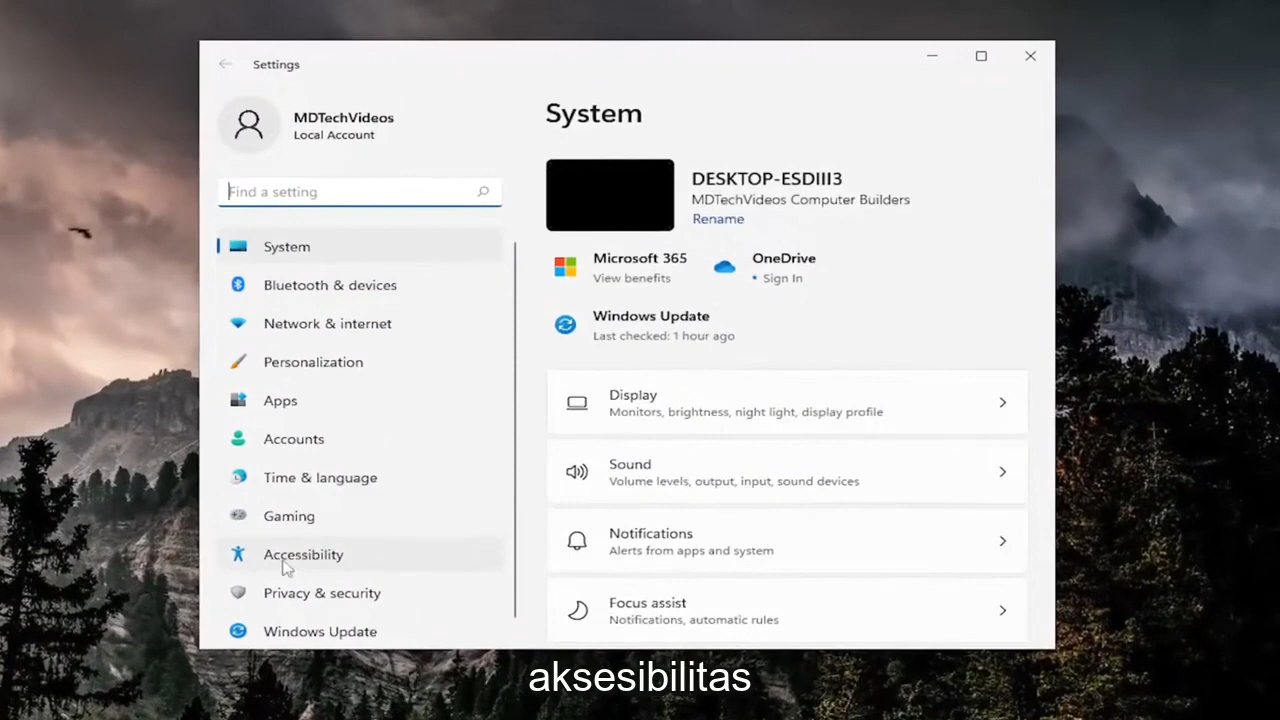 Settings
MDTechVideos
Local Account
Find a setting
System
Bluetooth & devices
Network & internet
Personalization
Apps
Accounts
Time & language
Gaming
Accessibility
Privacy & security
Windows Update
System
DESKTOP-ESDIII3
MDTechVideos Computer Builders
Rename
Microsoft 365
View benefits
OneDrive
• Sign In
Windows Update
Last checked: 1 hour ago
Display
Monitors, brightness, night light, display profile
Sound
Volume levels, output, input, sound devices
Notifications
Alerts from apps and system
Focus assist
Notifications, automatic rules
aksesibilitas